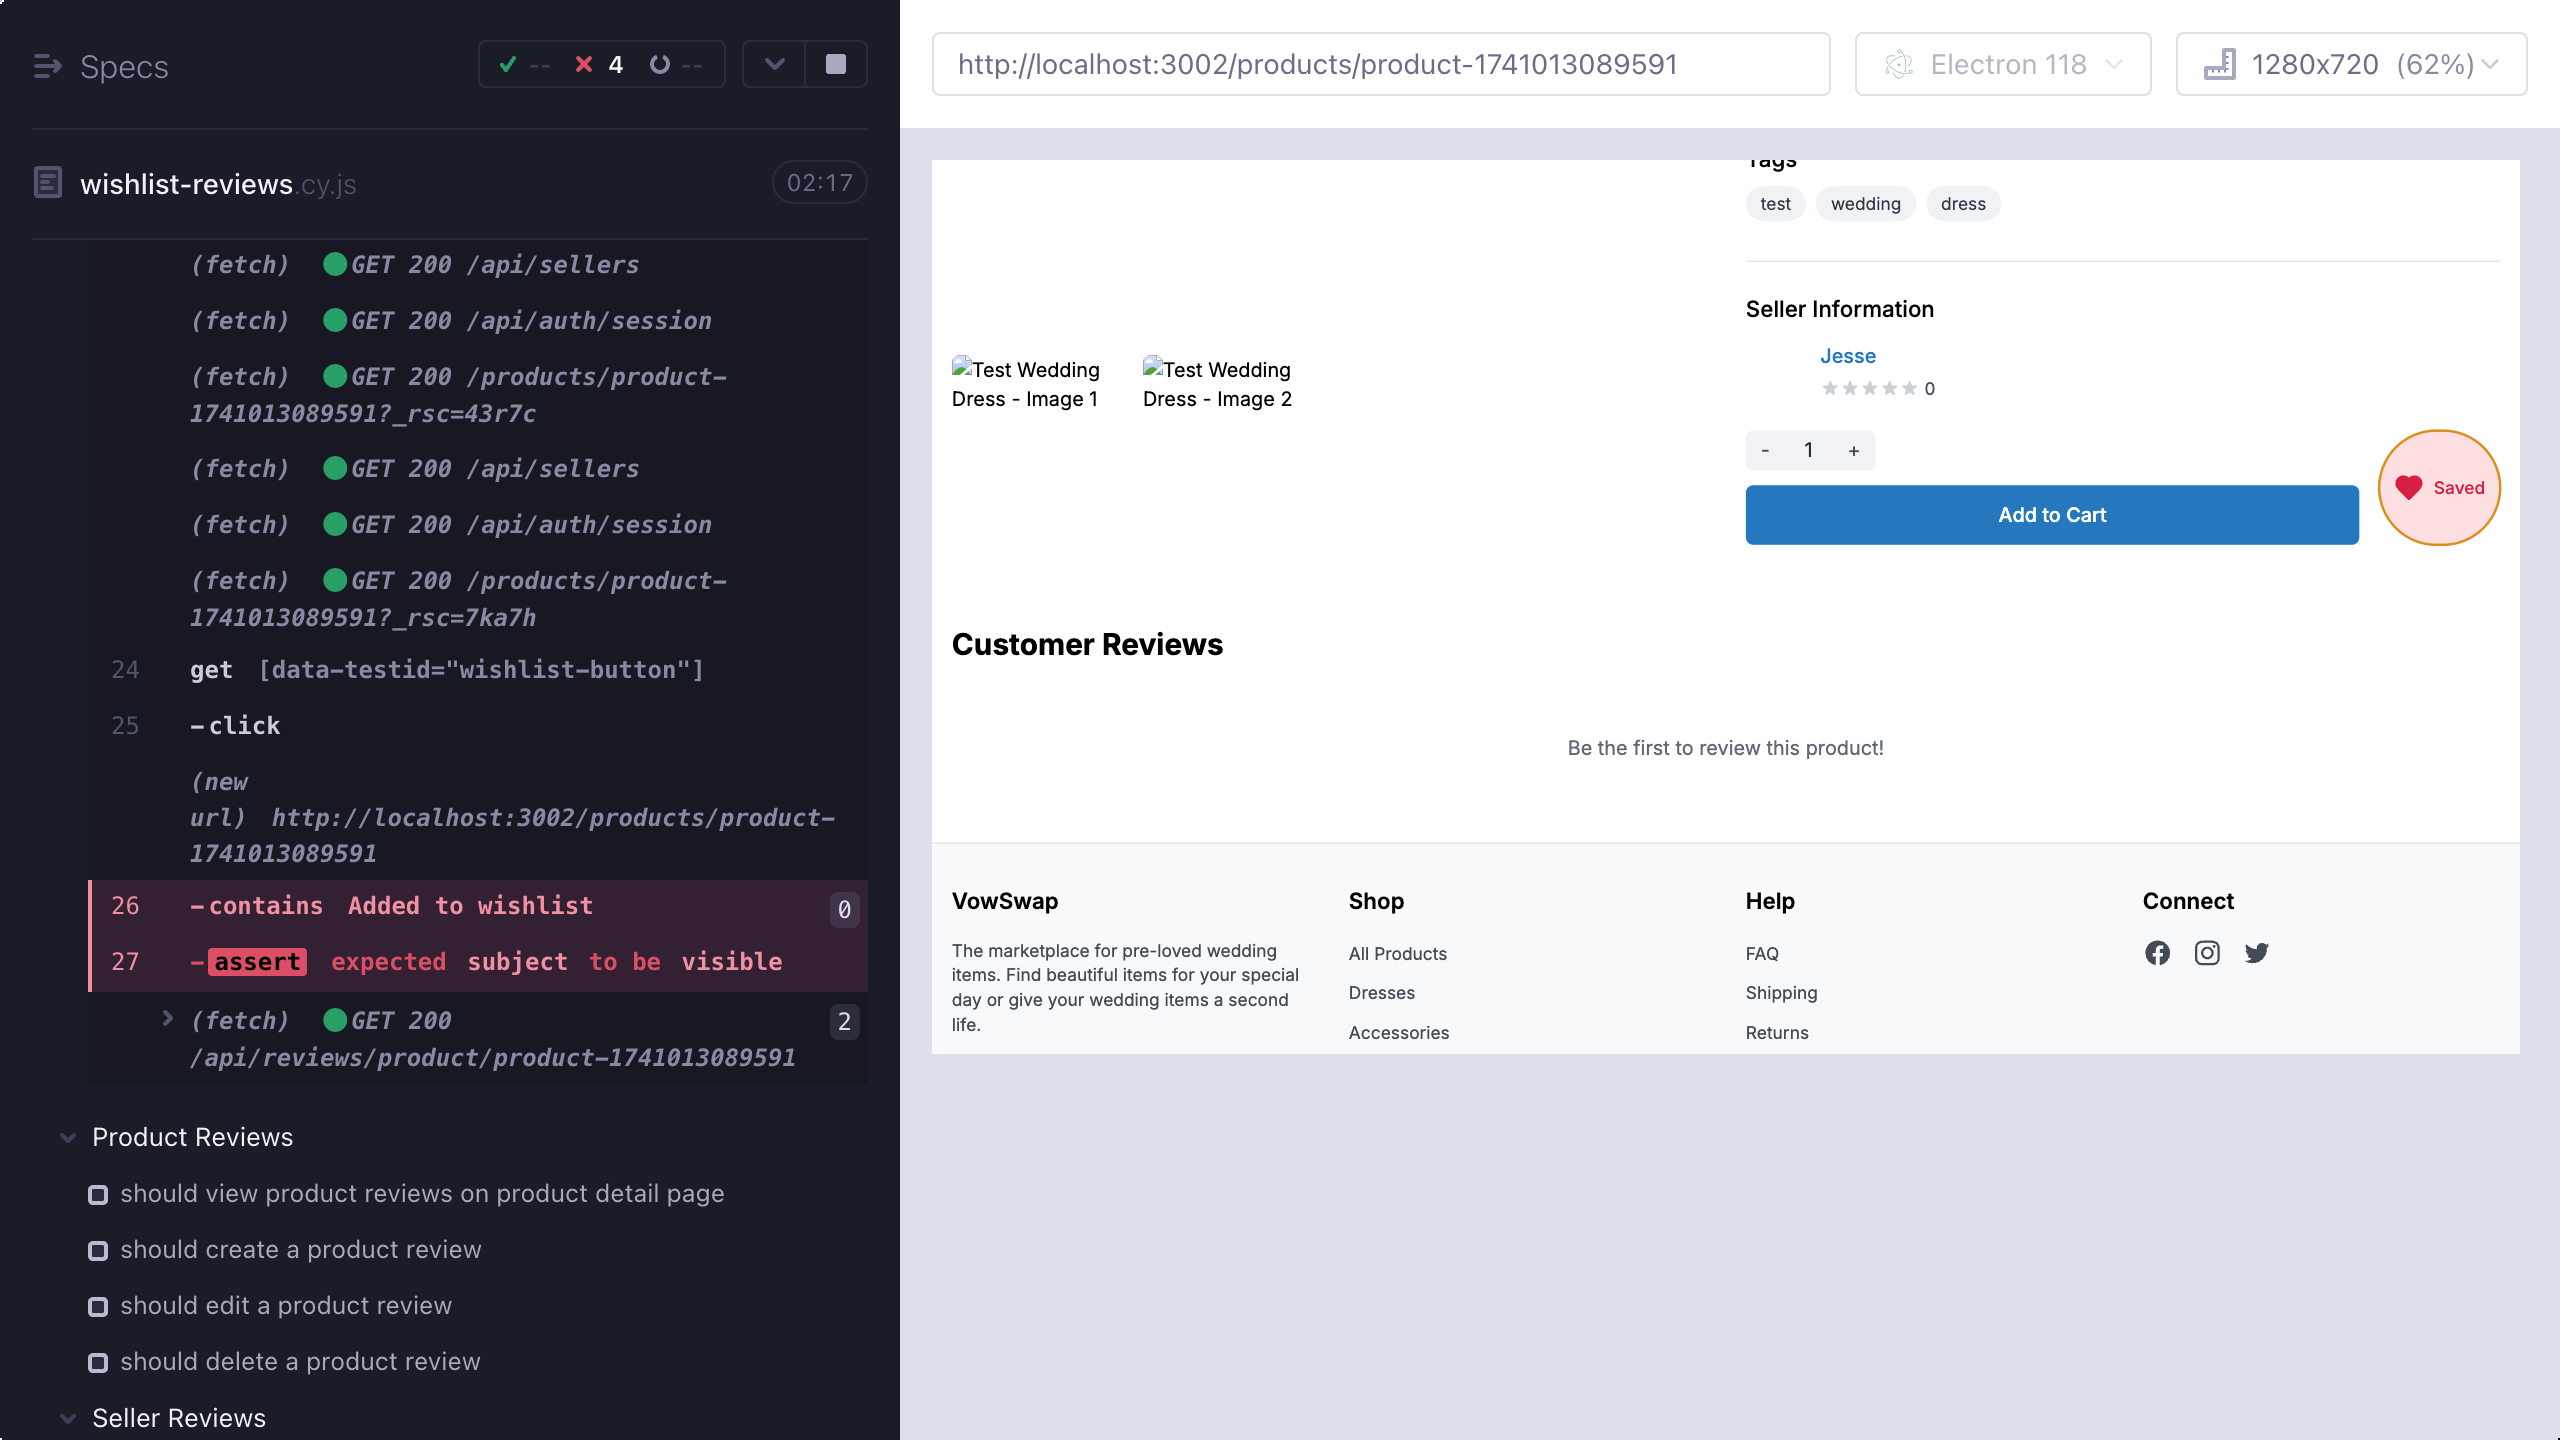 Specs
-- 4 --
wishlist-reviews.cy.js
02:17
(fetch) GET 200 /api/sellers
(fetch) GET 200 /api/auth/session
(fetch) GET 200 /products/product-
1741013089591?_rsc=43r7c
(fetch) GET 200 /api/sellers
(fetch) GET 200 /api/auth/session
(fetch) GET 200 /products/product-
1741013089591?_rsc=7ka7h
24 get [data-testid="wishlist-button"]
25 -click
(new
url) http://localhost:3002/products/product-
1741013089591
26 -contains Added to wishlist 0
27 -assert expected subject to be visible
(fetch) GET 200 2
/api/reviews/product/product-1741013089591
Product Reviews
should view product reviews on product detail page
should create a product review
should edit a product review
should delete a product review
Seller Reviews
http://localhost:3002/products/product-1741013089591
Electron 118
1280x720 (62%)
Tags
test wedding dress
Seller Information
Jesse
0
Test Wedding
Dress - Image 1
Test Wedding
Dress - Image 2
- 1 +
Add to Cart
Saved
Customer Reviews
Be the first to review this product!
VowSwap
The marketplace for pre-loved wedding
items. Find beautiful items for your special
day or give your wedding items a second
life.
Shop
All Products
Dresses
Accessories
Help
FAQ
Shipping
Returns
Connect